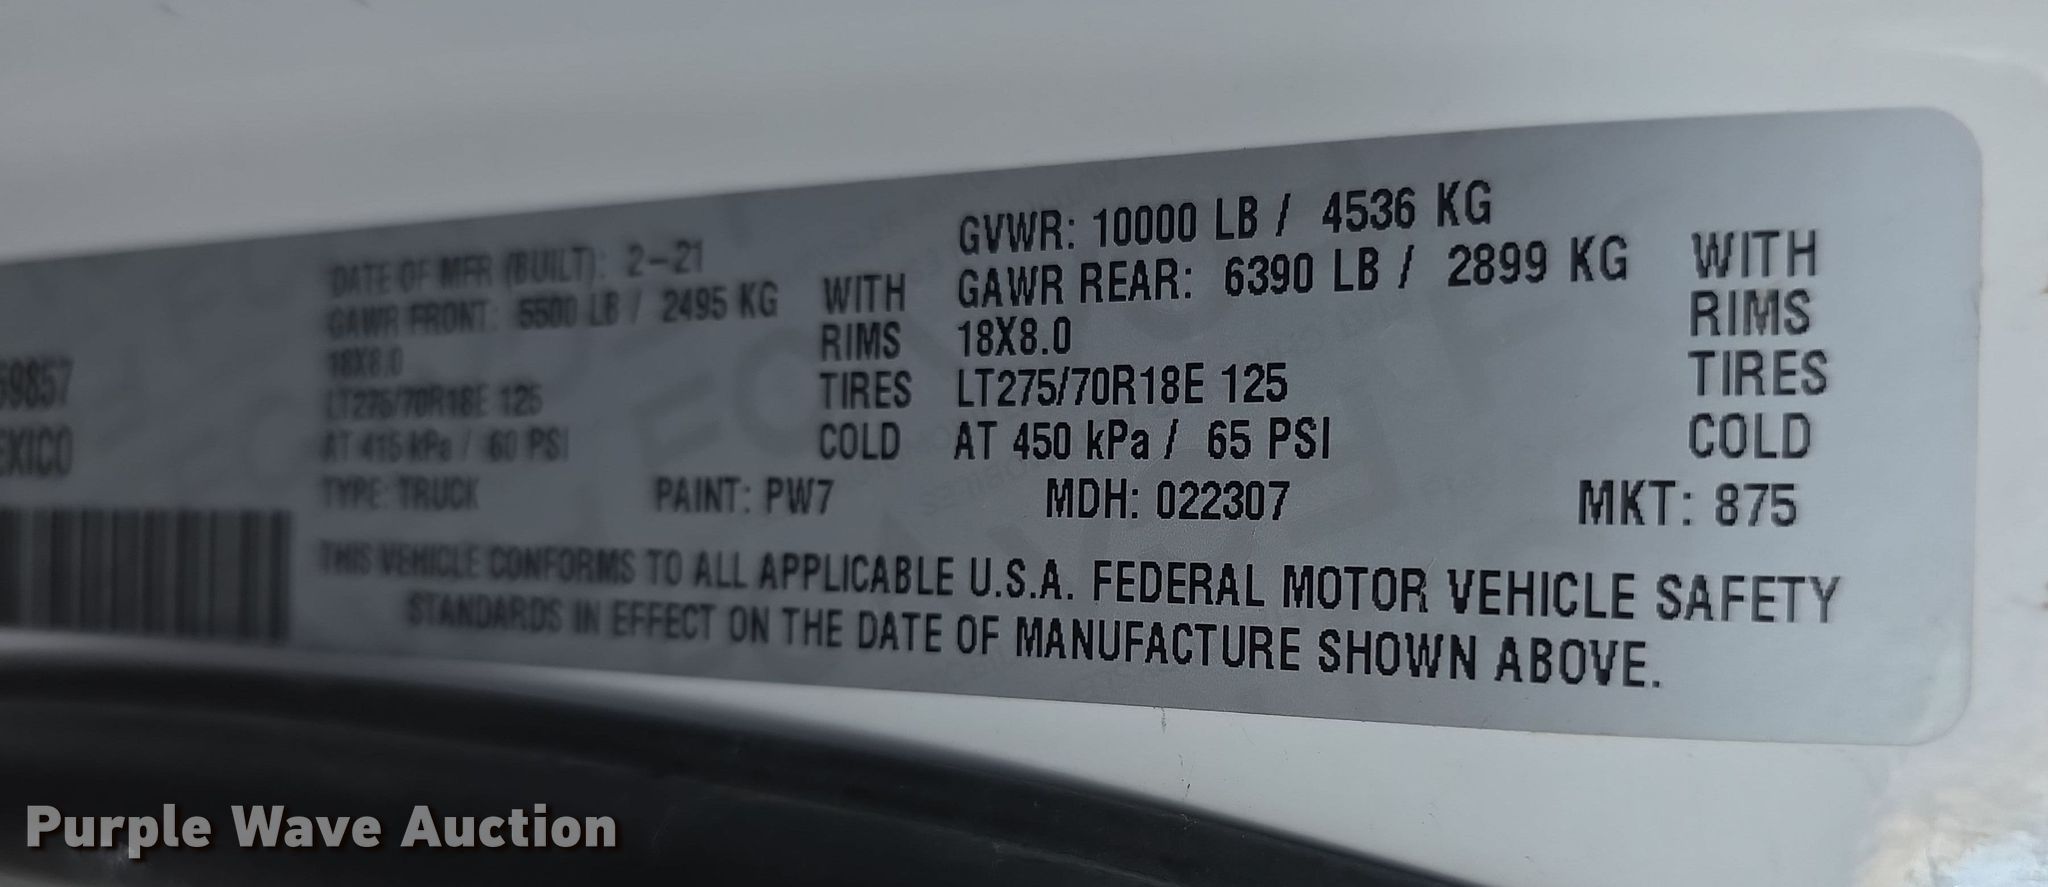 DATE OF MFR (BUILT): 2-21
GVWR: 10000 LB / 4536 KG
GAWR FRONT: 5500 LB / 2495 KG WITH GAWR REAR: 6390 LB / 2899 KG WITH
18X8.0 RIMS 18X8.0 RIMS
LT275/70R18E 125 TIRES LT275/70R18E 125 TIRES
AT 415 kPa / 60 PSI COLD AT 450 kPa / 65 PSI COLD
9857
EXICO
TYPE: TRUCK PAINT: PW7 MDH: 022307 MKT: 875
THIS VEHICLE CONFORMS TO ALL APPLICABLE U.S.A. FEDERAL MOTOR VEHICLE SAFETY
STANDARDS IN EFFECT ON THE DATE OF MANUFACTURE SHOWN ABOVE.
Purple Wave Auction